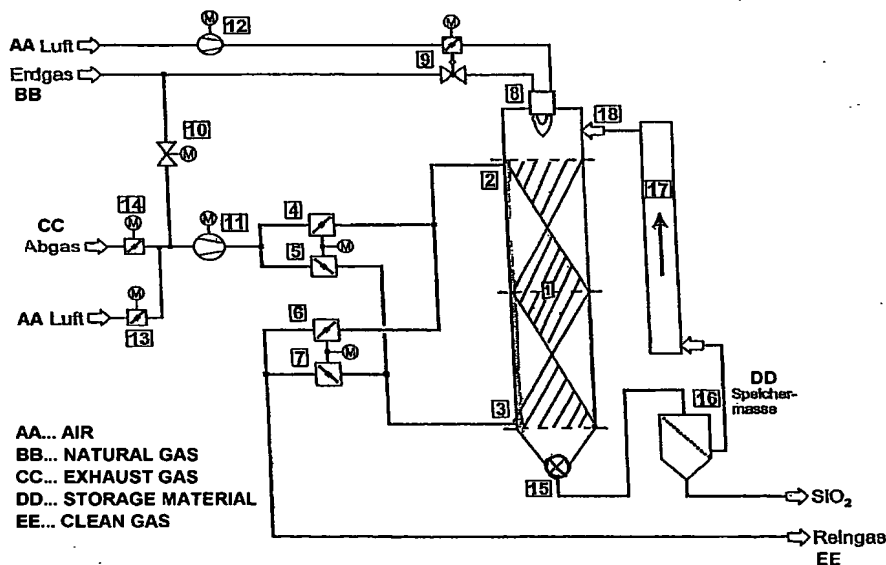 M 12 M
AA Luft
9
Erdgas
BB
8
18
10
M
2
17
14
CC
M
11
M
4
Abgas
5
M
1
AA Luft
M
13
6
7
M
3
DD
Speicher-
masse
16
AA... AIR
BB... NATURAL GAS
CC... EXHAUST GAS
DD... STORAGE MATERIAL
EE... CLEAN GAS
15
SiO₂
Reingas
EE